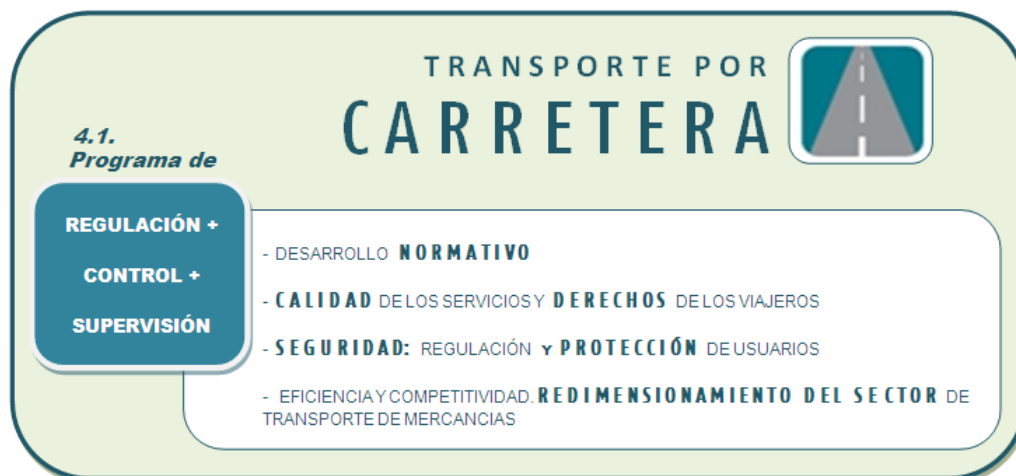 TRANSPORTE POR
CARRETERA
4.1.
Programa de
REGULACIÓN +
CONTROL +
SUPERVISIÓN
- DESARROLLO NORMATIVO
- CALIDAD DE LOS SERVICIOS Y DERECHOS DE LOS VIAJEROS
- SEGURIDAD: REGULACIÓN Y PROTECCIÓN DE USUARIOS
- EFICIENCIA Y COMPETITIVIDAD. REDIMENSIONAMIENTO DEL SECTOR DE
TRANSPORTE DE MERCANCIAS